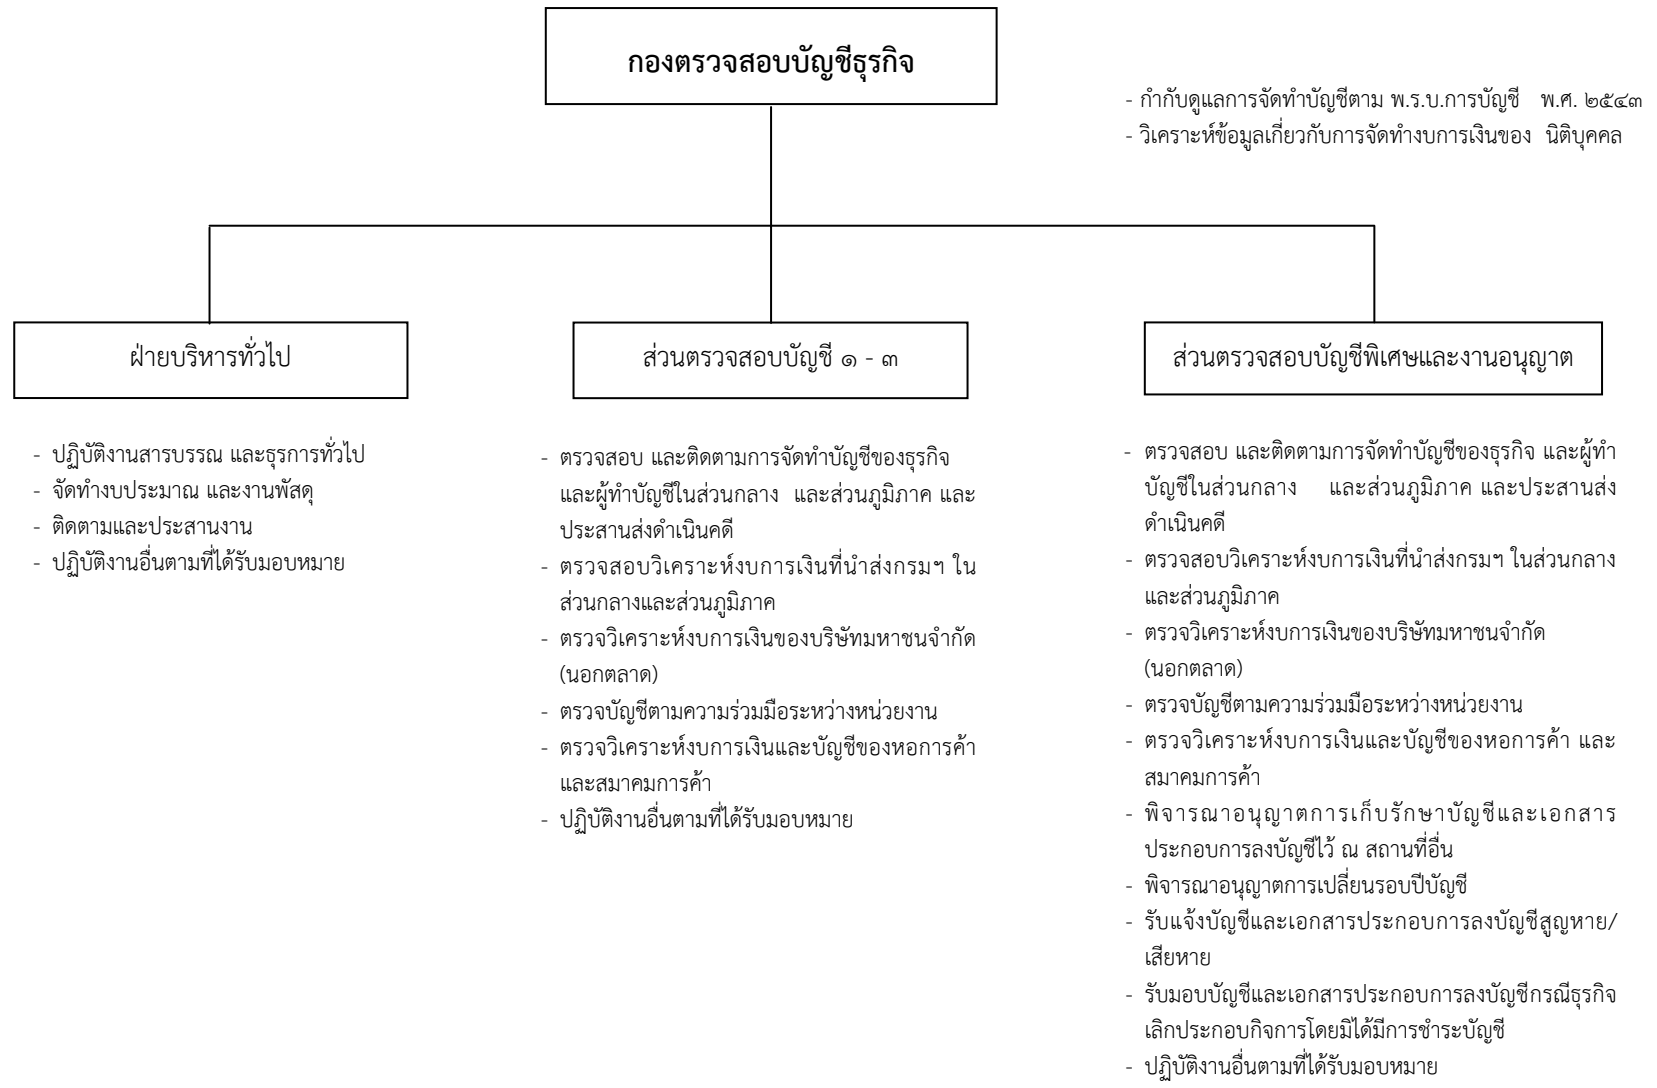 กองตรวจสอบบัญชีธุรกิจ
- กำกับดูแลการจัดทำบัญชีตาม พ.ร.บ.การบัญชี พ.ศ. ๒๕๔๓
- วิเคราะห์ข้อมูลเกี่ยวกับการจัดทำงบการเงินของ นิติบุคคล
ฝ่ายบริหารทั่วไป
- ปฏิบัติงานสารบรรณ และธุรการทั่วไป
- จัดทำงบประมาณ และงานพัสดุ
- ติดตามและประสานงาน
- ปฏิบัติงานอื่นตามที่ได้รับมอบหมาย
ส่วนตรวจสอบบัญชี ๑ - ๓
- ตรวจสอบ และติดตามการจัดทำบัญชีของธุรกิจ
และผู้ทำบัญชีในส่วนกลาง และส่วนภูมิภาค และ
ประสานส่งดำเนินคดี
- ตรวจสอบวิเคราะห์งบการเงินที่นำส่งกรมฯ ใน
ส่วนกลางและส่วนภูมิภาค
- ตรวจวิเคราะห์งบการเงินของบริษัทมหาชนจำกัด
(นอกตลาด)
- ตรวจบัญชีตามความร่วมมือระหว่างหน่วยงาน
- ตรวจวิเคราะห์งบการเงินและบัญชีของหอการค้า
และสมาคมการค้า
- ปฏิบัติงานอื่นตามที่ได้รับมอบหมาย
ส่วนตรวจสอบบัญชีพิเศษและงานอนุญาต
- ตรวจสอบ และติดตามการจัดทำบัญชีของธุรกิจ และผู้ทำ
บัญชีในส่วนกลาง และส่วนภูมิภาค และประสานส่ง
ดำเนินคดี
- ตรวจสอบวิเคราะห์งบการเงินที่นำส่งกรมฯ ในส่วนกลาง
และส่วนภูมิภาค
- ตรวจวิเคราะห์งบการเงินของบริษัทมหาชนจำกัด
(นอกตลาด)
- ตรวจบัญชีตามความร่วมมือระหว่างหน่วยงาน
- ตรวจวิเคราะห์งบการเงินและบัญชีของหอการค้า และ
สมาคมการค้า
- พิจารณาอนุญาตการเก็บรักษาบัญชีและเอกสาร
ประกอบการลงบัญชีไว้ ณ สถานที่อื่น
- พิจารณาอนุญาตการเปลี่ยนรอบปีบัญชี
- รับแจ้งบัญชีและเอกสารประกอบการลงบัญชีสูญหาย/
เสียหาย
- รับมอบบัญชีและเอกสารประกอบการลงบัญชีกรณีธุรกิจ
เลิกประกอบกิจการโดยมิได้มีการชำระบัญชี
- ปฏิบัติงานอื่นตามที่ได้รับมอบหมาย